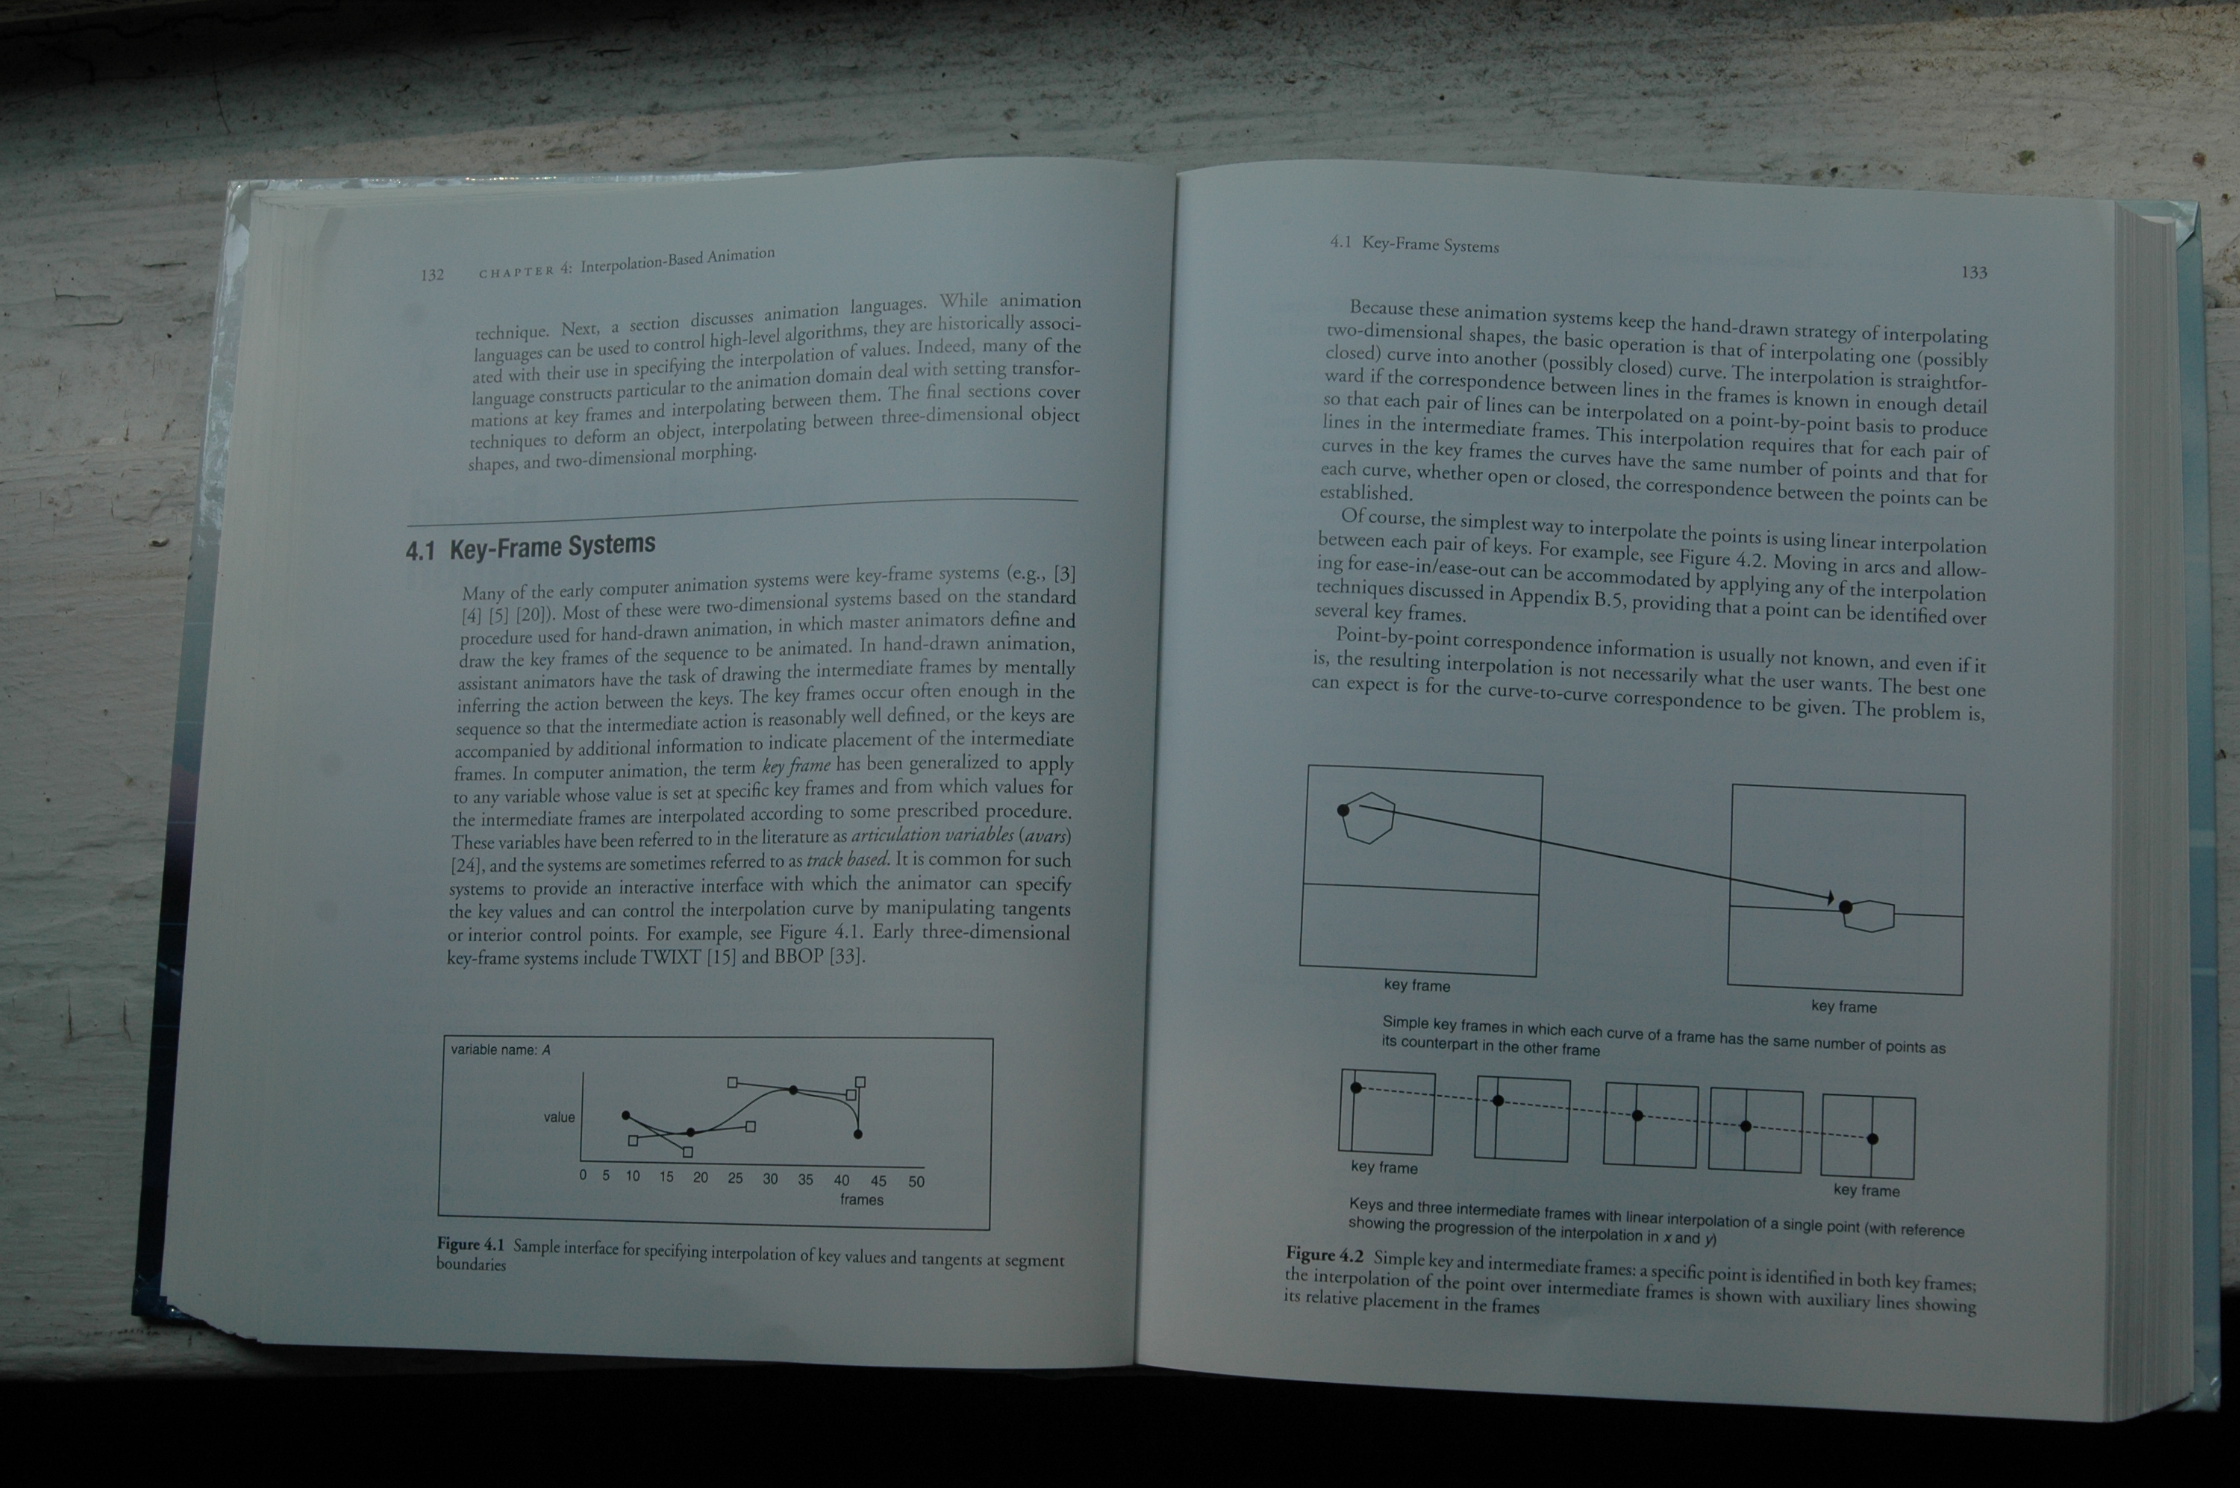 132 CHAPTER 4: Interpolation-Based Animation
technique. Next, a section discusses animation languages. While animation
languages can be used to control high-level algorithms, they are historically associ-
ated with their use in specifying the interpolation of values. Indeed, many of the
language constructs particular to the animation domain deal with setting transfor-
mations at key frames and interpolating between them. The final sections cover
techniques to deform an object, interpolating between three-dimensional object
shapes, and two-dimensional morphing.
4.1 Key-Frame Systems
Many of the early computer animation systems were key-frame systems (e.g., [3]
[4] [5] [20]). Most of these were two-dimensional systems based on the standard
procedure used for hand-drawn animation, in which master animators define and
draw the key frames of the sequence to be animated. In hand-drawn animation,
assistant animators have the task of drawing the intermediate frames by mentally
inferring the action between the keys. The key frames occur often enough in the
sequence so that the intermediate action is reasonably well defined, or the keys are
accompanied by additional information to indicate placement of the intermediate
frames. In computer animation, the term key frame has been generalized to apply
to any variable whose value is set at specific key frames and from which values for
the intermediate frames are interpolated according to some prescribed procedure.
These variables have been referred to in the literature as articulation variables (avars)
[24], and the systems are sometimes referred to as track based. It is common for such
systems to provide an interactive interface with which the animator can specify
the key values and can control the interpolation curve by manipulating tangents
or interior control points. For example, see Figure 4.1. Early three-dimensional
key-frame systems include TWIXT [15] and BBOP [33].
variable name: A
value
0 5 10 15 20 25 30 35 40 45 50
frames
Figure 4.1 Sample interface for specifying interpolation of key values and tangents at segment
boundaries
4.1 Key-Frame Systems
133
Because these animation systems keep the hand-drawn strategy of interpolating
two-dimensional shapes, the basic operation is that of interpolating one (possibly
closed) curve into another (possibly closed) curve. The interpolation is straightfor-
ward if the correspondence between lines in the frames is known in enough detail
so that each pair of lines can be interpolated on a point-by-point basis to produce
lines in the intermediate frames. This interpolation requires that for each pair of
curves in the key frames the curves have the same number of points and that for
each curve, whether open or closed, the correspondence between the points can be
established.
Of course, the simplest way to interpolate the points is using linear interpolation
between each pair of keys. For example, see Figure 4.2. Moving in arcs and allow-
ing for ease-in/ease-out can be accommodated by applying any of the interpolation
techniques discussed in Appendix B.5, providing that a point can be identified over
several key frames.
Point-by-point correspondence information is usually not known, and even if it
is, the resulting interpolation is not necessarily what the user wants. The best one
can expect is for the curve-to-curve correspondence to be given. The problem is,
key frame
key frame
Simple key frames in which each curve of a frame has the same number of points as
its counterpart in the other frame
key frame
key frame
Keys and three intermediate frames with linear interpolation of a single point (with reference
showing the progression of the interpolation in x and y)
Figure 4.2 Simple key and intermediate frames: a specific point is identified in both key frames;
the interpolation of the point over intermediate frames is shown with auxiliary lines showing
its relative placement in the frames